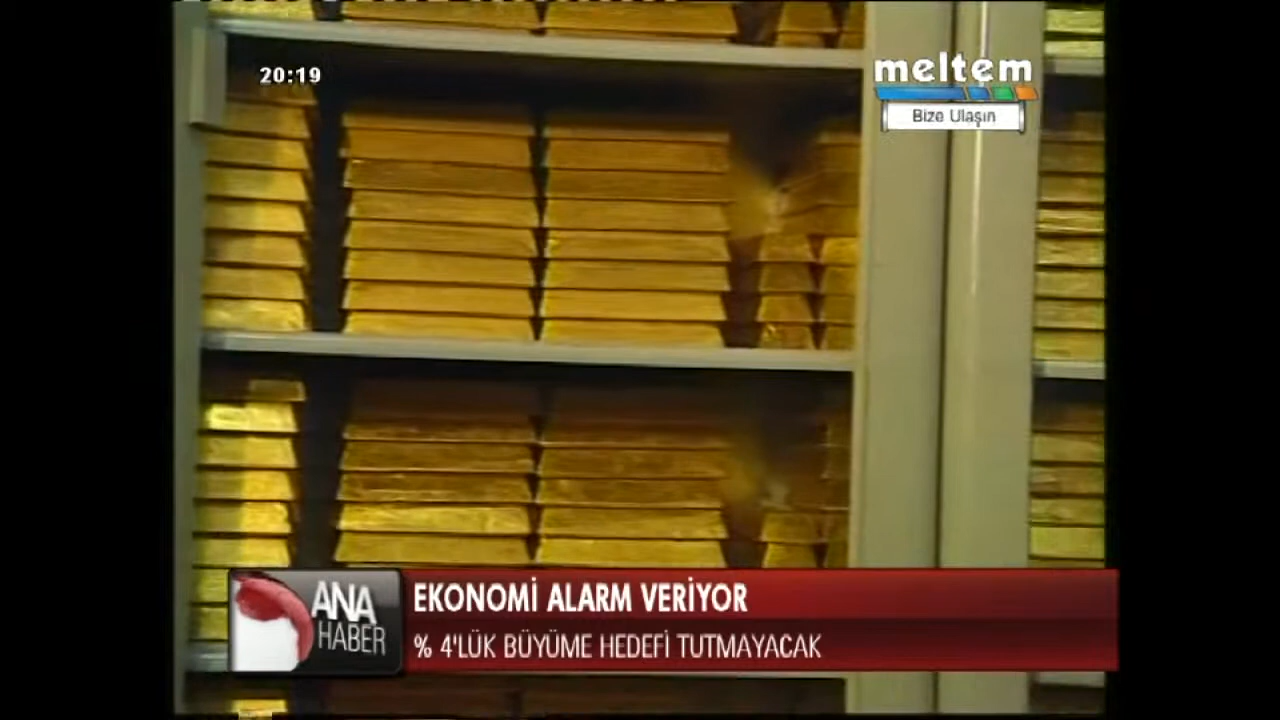 20:19
meltem
Bize Ulaşın
ANA
HABER
EKONOMİ ALARM VERİYOR
% 4'LÜK BÜYÜME HEDEFİ TUTMAYACAK